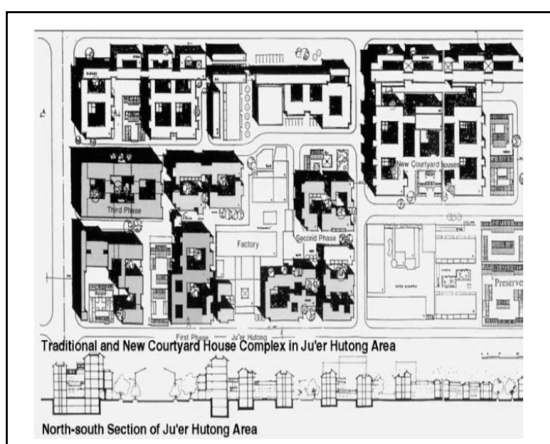 New Courtyard houses
Third Phase
Factory
Second Phase
Preserve
First Phase
Ju'er Hutong
Traditional and New Courtyard House Complex in Ju'er Hutong Area
North-south Section of Ju'er Hutong Area